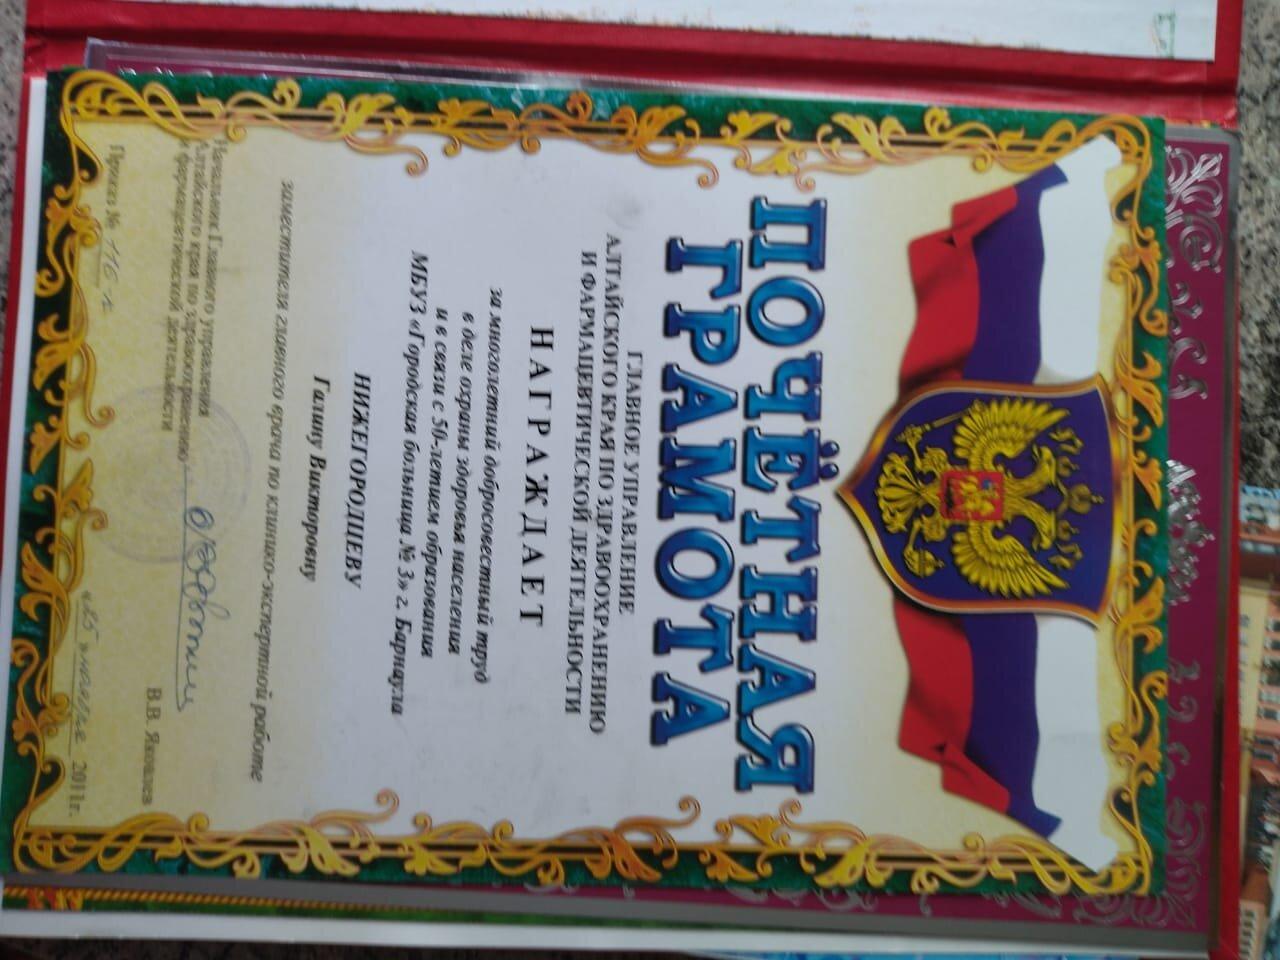 ПОЧЁТНАЯ
ГРАМОТА
ГЛАВНОЕ УПРАВЛЕНИЕ
АЛТАЙСКОГО КРАЯ ПО ЗДРАВООХРАНЕНИЮ
И ФАРМАЦЕВТИЧЕСКОЙ ДЕЯТЕЛЬНОСТИ
НАГРАЖДАЕТ
за многолетний добросовестный труд
в деле охраны здоровья населения
и в связи с 50-летием образования
МБУЗ «Городская больница № 3» г. Барнаула
НИЖЕГОРОДЦЕВУ
Галину Викторовну
заместителя главного врача по клинико-экспертной работе
Начальник Главного управления
Алтайского края по здравоохранению
и фармацевтической деятельности
В.В. Яковлев
Приказ № 116
«25» 2011г.